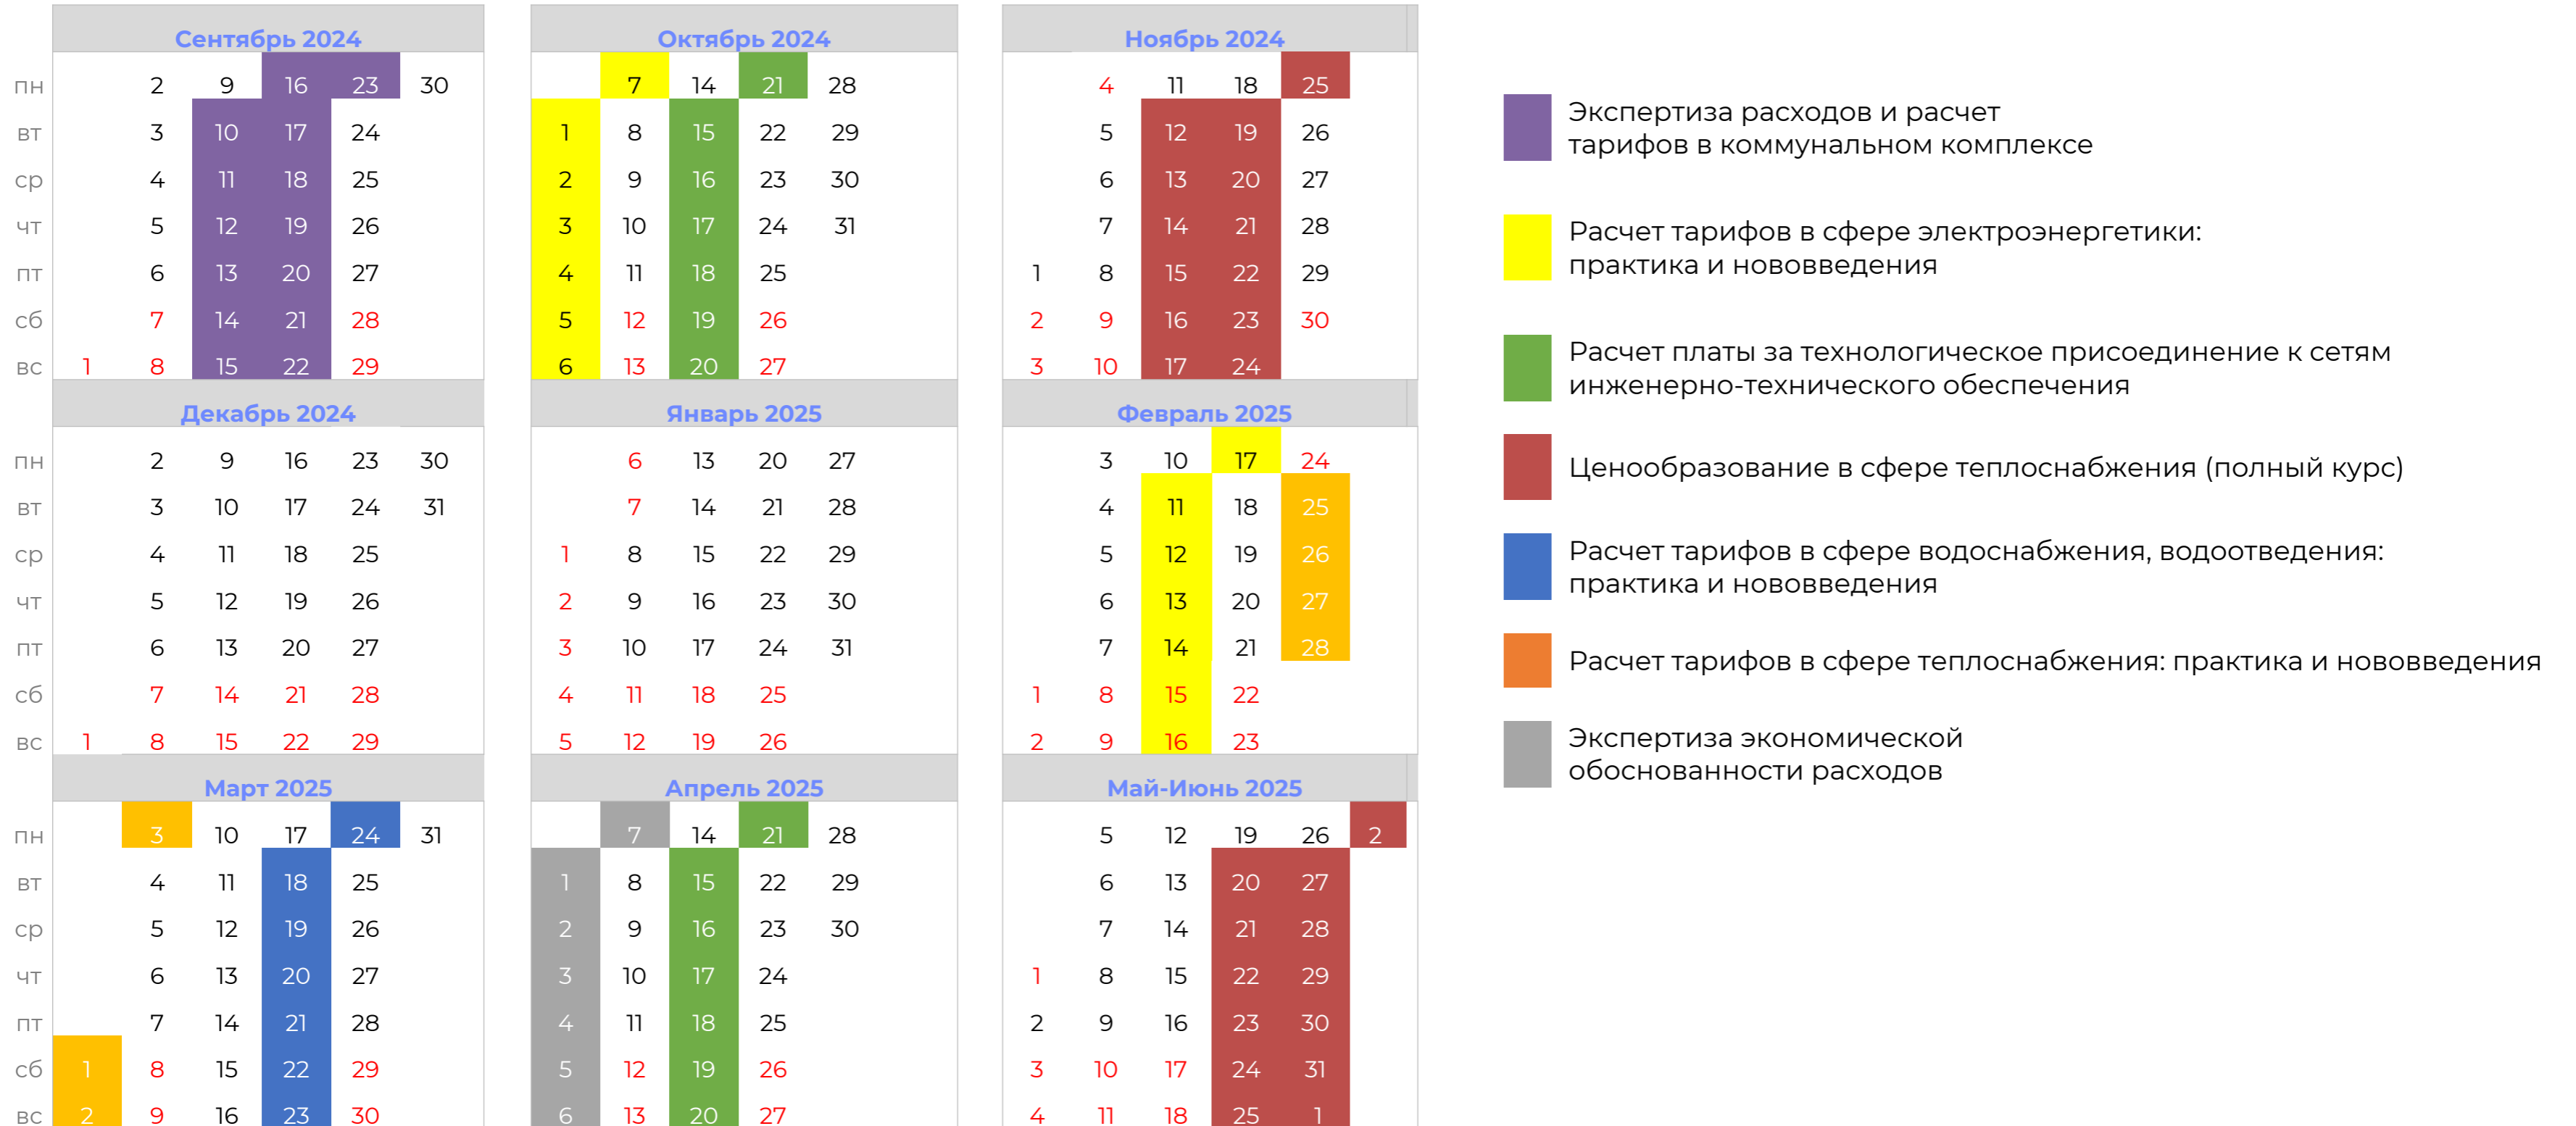 Сентябрь 2024 Октябрь 2024 Ноябрь 2024
пн 2 9 16 23 30 7 14 21 28 4 11 18 25
вт 3 10 17 24 1 8 15 22 29 5 12 19 26
ср 4 11 18 25 2 9 16 23 30 6 13 20 27
чт 5 12 19 26 3 10 17 24 31 7 14 21 28
пт 6 13 20 27 4 11 18 25 1 8 15 22 29
сб 7 14 21 28 5 12 19 26 2 9 16 23 30
вс 1 8 15 22 29 6 13 20 27 3 10 17 24
Декабрь 2024 Январь 2025 Февраль 2025
пн 2 9 16 23 30 6 13 20 27 3 10 17 24
вт 3 10 17 24 31 7 14 21 28 4 11 18 25
ср 4 11 18 25 1 8 15 22 29 5 12 19 26
чт 5 12 19 26 2 9 16 23 30 6 13 20 27
пт 6 13 20 27 3 10 17 24 31 7 14 21 28
сб 7 14 21 28 4 11 18 25 1 8 15 22
вс 1 8 15 22 29 5 12 19 26 2 9 16 23
Март 2025 Апрель 2025 Май-Июнь 2025
пн 3 10 17 24 31 7 14 21 28 5 12 19 26 2
вт 4 11 18 25 1 8 15 22 29 6 13 20 27
ср 5 12 19 26 2 9 16 23 30 7 14 21 28
чт 6 13 20 27 3 10 17 24 1 8 15 22 29
пт 7 14 21 28 4 11 18 25 2 9 16 23 30
сб 1 8 15 22 29 5 12 19 26 3 10 17 24 31
вс 2 9 16 23 30 6 13 20 27 4 11 18 25 1
Экспертиза расходов и расчет
тарифов в коммунальном комплексе
Расчет тарифов в сфере электроэнергетики:
практика и нововведения
Расчет платы за технологическое присоединение к сетям
инженерно-технического обеспечения
Ценообразование в сфере теплоснабжения (полный курс)
Расчет тарифов в сфере водоснабжения, водоотведения:
практика и нововведения
Расчет тарифов в сфере теплоснабжения: практика и нововведения
Экспертиза экономической
обоснованности расходов